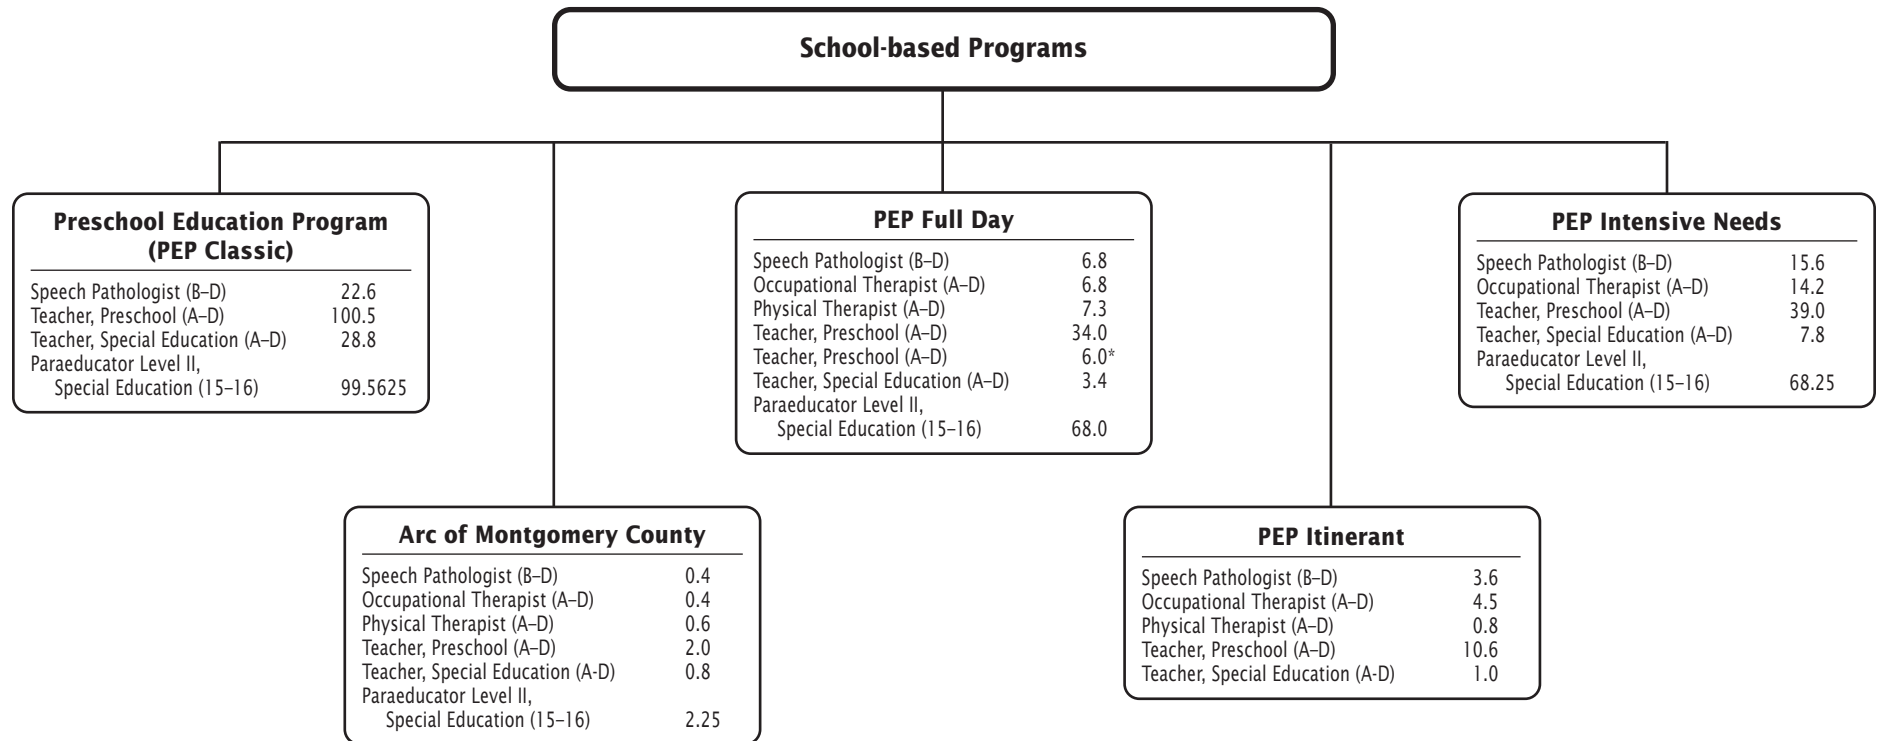 School-based Programs
Preschool Education Program
(PEP Classic)
Speech Pathologist (B–D) 22.6
Teacher, Preschool (A–D) 100.5
Teacher, Special Education (A–D) 28.8
Paraeducator Level II,
Special Education (15–16) 99.5625
PEP Full Day
Speech Pathologist (B–D) 6.8
Occupational Therapist (A–D) 6.8
Physical Therapist (A–D) 7.3
Teacher, Preschool (A–D) 34.0
Teacher, Preschool (A–D) 6.0*
Teacher, Special Education (A–D) 3.4
Paraeducator Level II,
Special Education (15–16) 68.0
PEP Intensive Needs
Speech Pathologist (B–D) 15.6
Occupational Therapist (A–D) 14.2
Teacher, Preschool (A–D) 39.0
Teacher, Special Education (A–D) 7.8
Paraeducator Level II,
Special Education (15–16) 68.25
Arc of Montgomery County
Speech Pathologist (B–D) 0.4
Occupational Therapist (A–D) 0.4
Physical Therapist (A–D) 0.6
Teacher, Preschool (A–D) 2.0
Teacher, Special Education (A-D) 0.8
Paraeducator Level II,
Special Education (15–16) 2.25
PEP Itinerant
Speech Pathologist (B–D) 3.6
Occupational Therapist (A–D) 4.5
Physical Therapist (A–D) 0.8
Teacher, Preschool (A–D) 10.6
Teacher, Special Education (A-D) 1.0